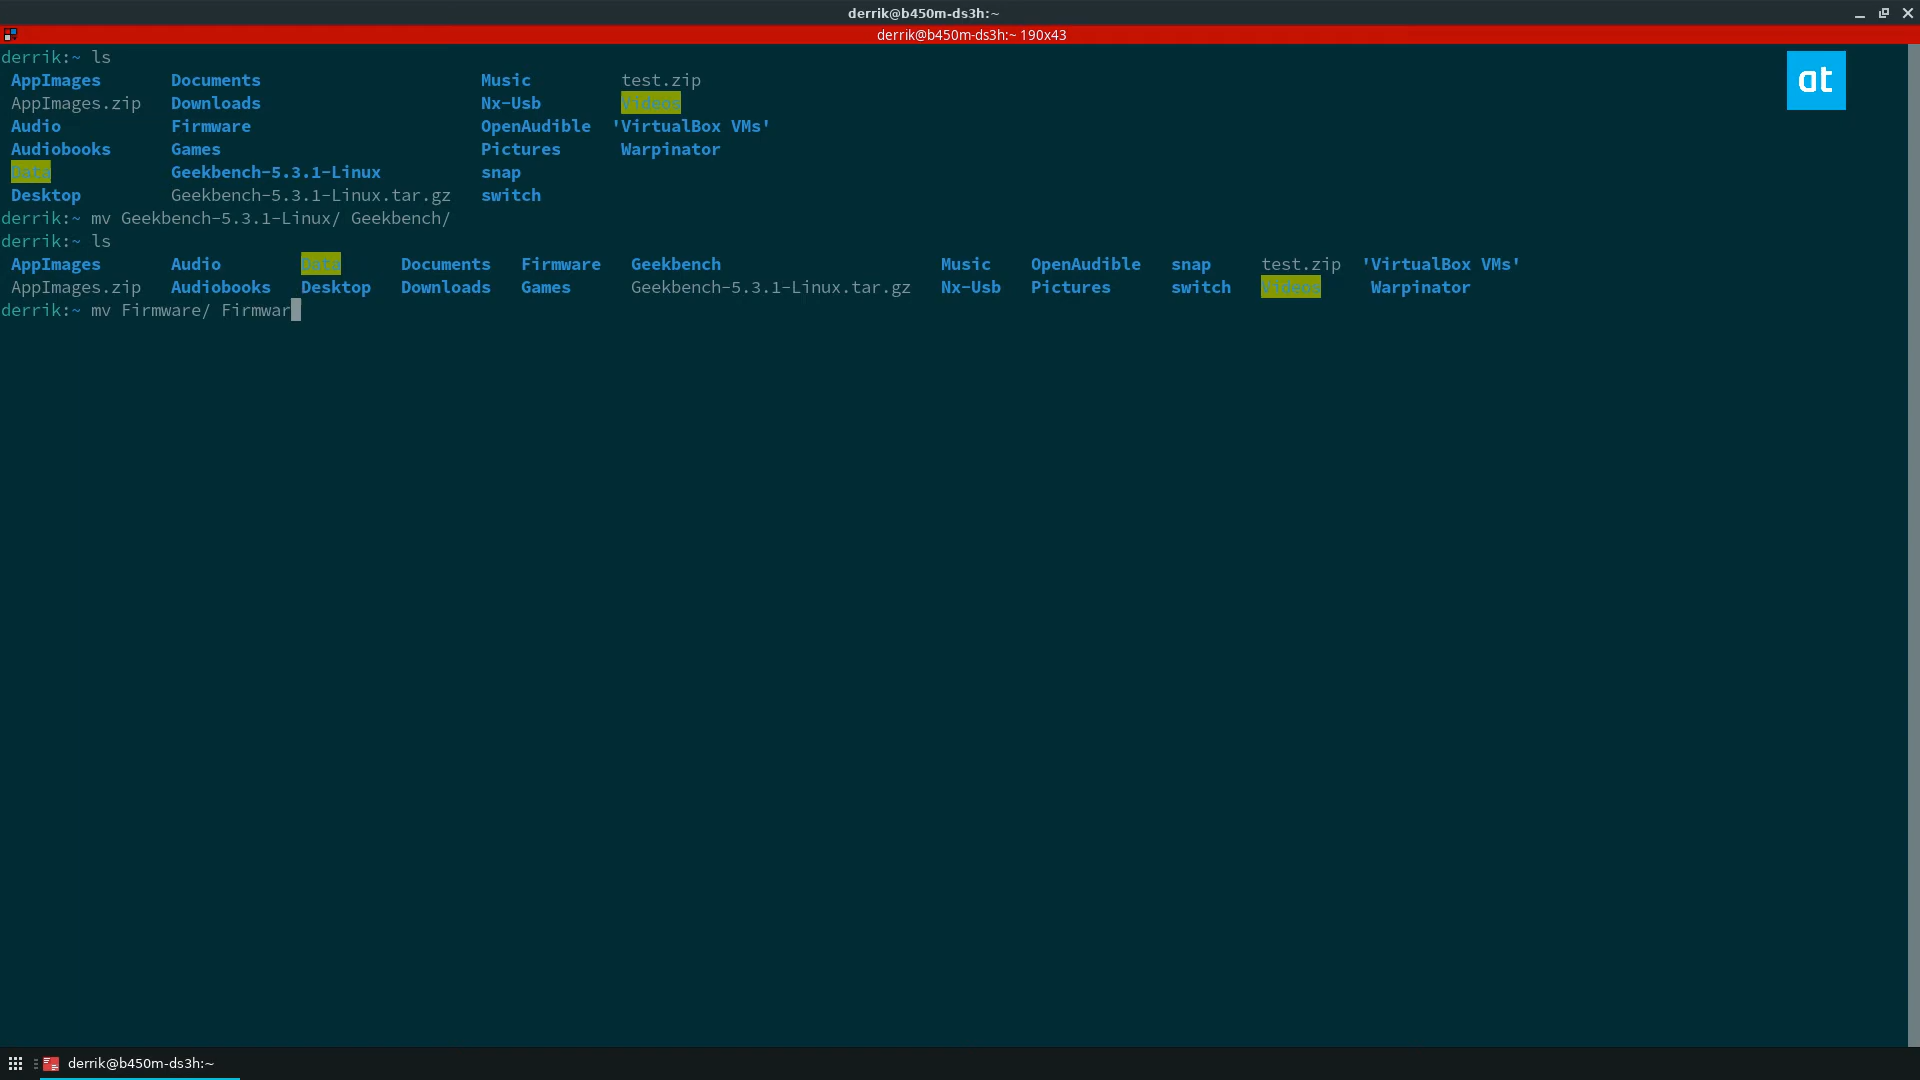 derrik@b450m-ds3h:~
derrik@b450m-ds3h:~ 190x43
at
derrik:~ ls
AppImages Documents Music test.zip
AppImages.zip Downloads Nx-Usb Videos
Audio Firmware OpenAudible 'VirtualBox VMs'
Audiobooks Games Pictures Warpinator
Data Geekbench-5.3.1-Linux snap
Desktop Geekbench-5.3.1-Linux.tar.gz switch
derrik:~ mv Geekbench-5.3.1-Linux/ Geekbench/
derrik:~ ls
AppImages Audio Data Documents Firmware Geekbench Music OpenAudible snap test.zip 'VirtualBox VMs'
AppImages.zip Audiobooks Desktop Downloads Games Geekbench-5.3.1-Linux.tar.gz Nx-Usb Pictures switch Videos Warpinator
derrik:~ mv Firmware/ Firmwar
derrik@b450m-ds3h:~